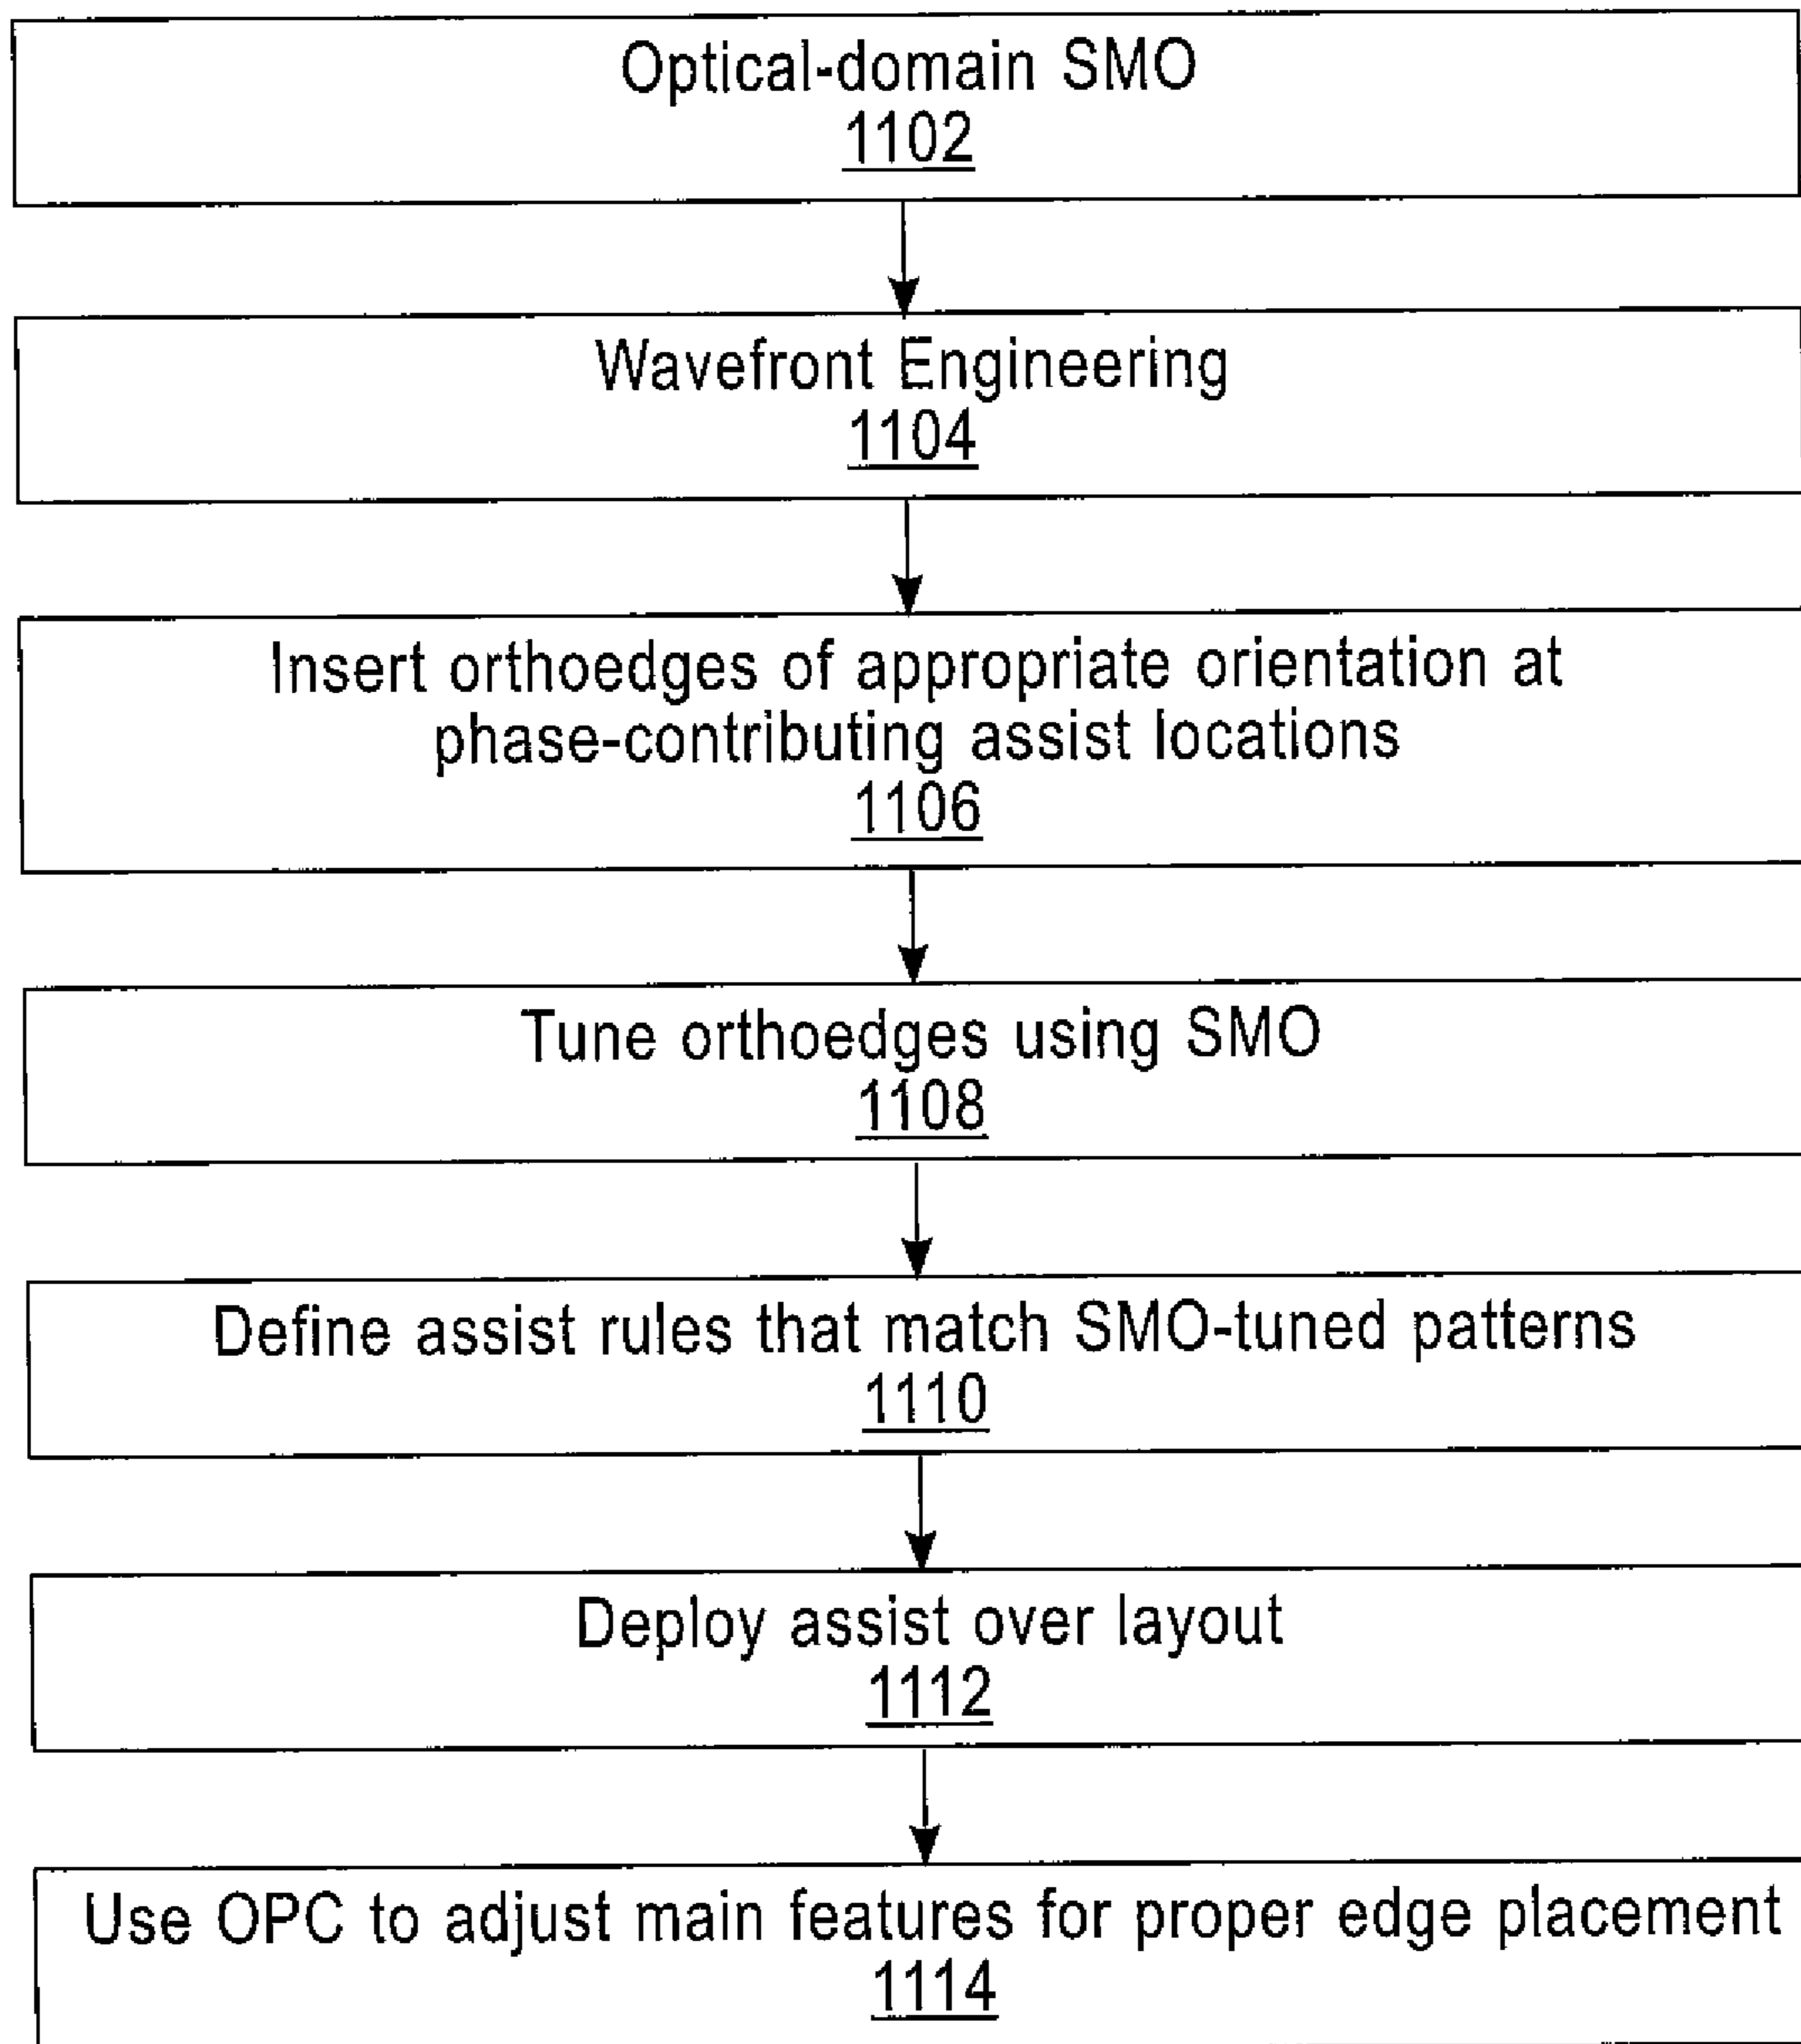 Optical-domain SMO
1102
Wavefront Engineering
1104
Insert orthoedges of appropriate orientation at
phase-contributing assist locations
1106
Tune orthoedges using SMO
1108
Define assist rules that match SMO-tuned patterns
1110
Deploy assist over layout
1112
Use OPC to adjust main features for proper edge placement
1114